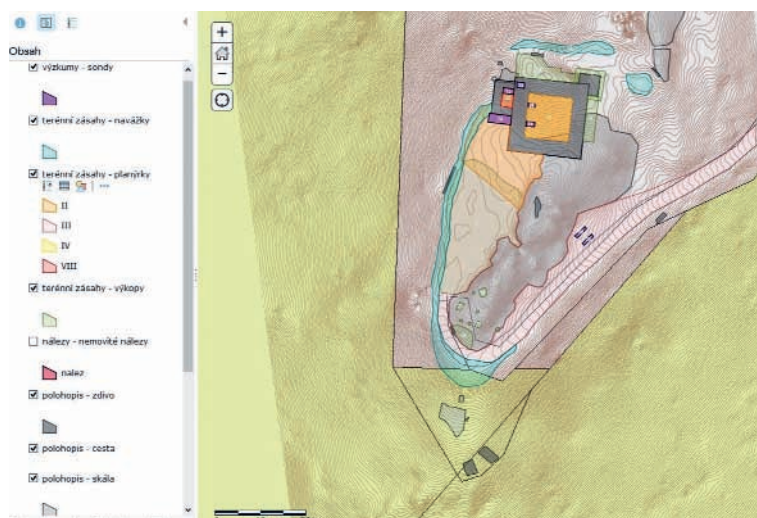 Obsah
výzkumy - sondy
terénní zásahy - navážky
terénní zásahy - planýrky
II
III
IV
VIII
terénní zásahy - výkopy
nálezy - nemovité nálezy
nález
polohopis - zdivo
polohopis - cesta
polohopis - skála